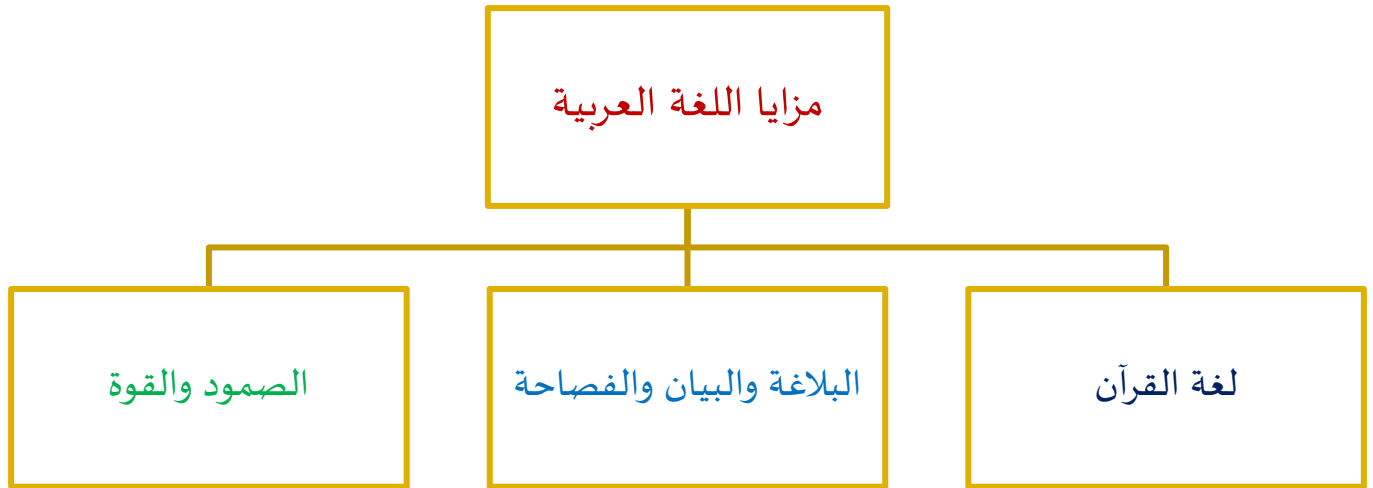 مزايا اللغة العربية
لغة القرآن
البلاغة والبيان والفصاحة
الصمود والقوة